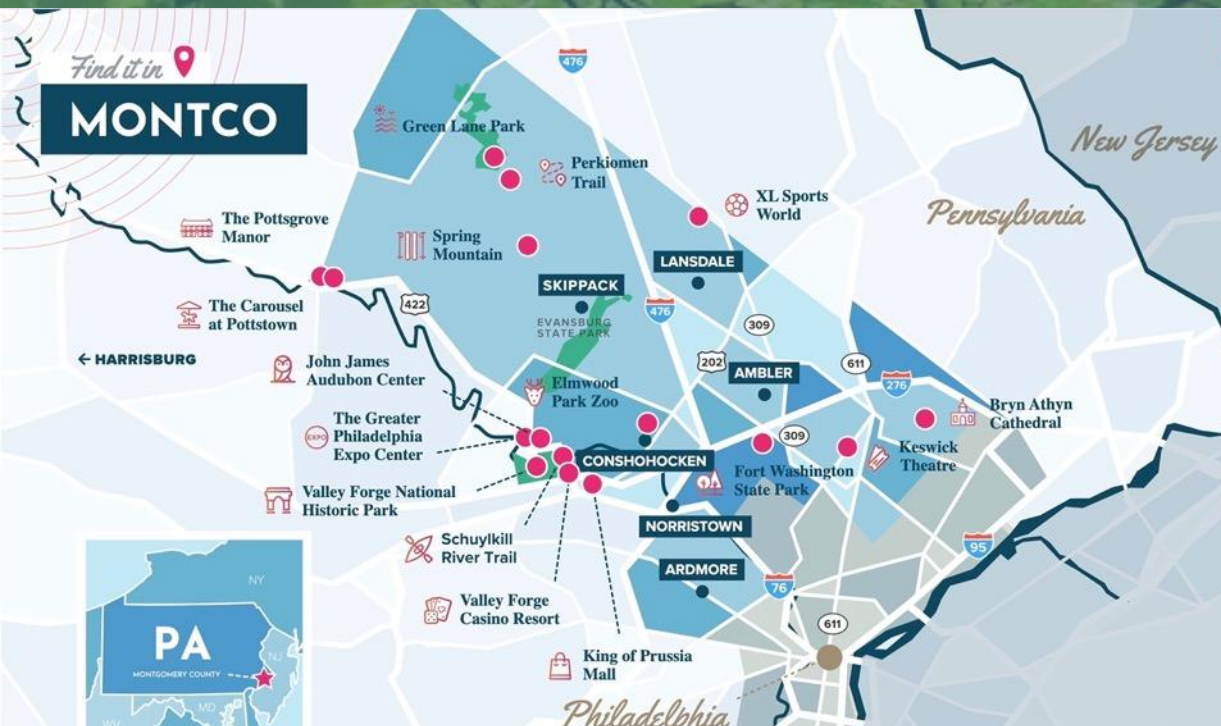 Find it in
MONTCO
476
New Jersey
Green Lane Park
Perkiomen
Trail
XL Sports
World
Pennsylvania
The Pottsgrove
Manor
Spring
Mountain
LANSDALE
SKIPPACK
The Carousel
at Pottstown
422
EVANSBURG
STATE PARK
476
309
← HARRISBURG
John James
Audubon Center
202
AMBLER
611
276
Elmwood
Park Zoo
Bryn Athyn
Cathedral
EXPO
The Greater
Philadelphia
Expo Center
309
Keswick
Theatre
CONSHOHOCKEN
Fort Washington
State Park
Valley Forge National
Historic Park
NORRISTOWN
Schuylkill
River Trail
95
ARDMORE
76
Valley Forge
Casino Resort
611
King of Prussia
Mall
Philadelphia
NY
PA
NJ
MONTGOMERY COUNTY
MD
WV